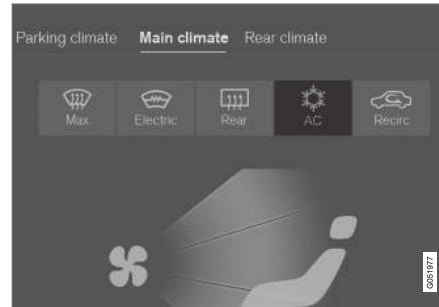 Parking climate Main climate Rear climate
Max Electric Rear AC Recirc
G051977